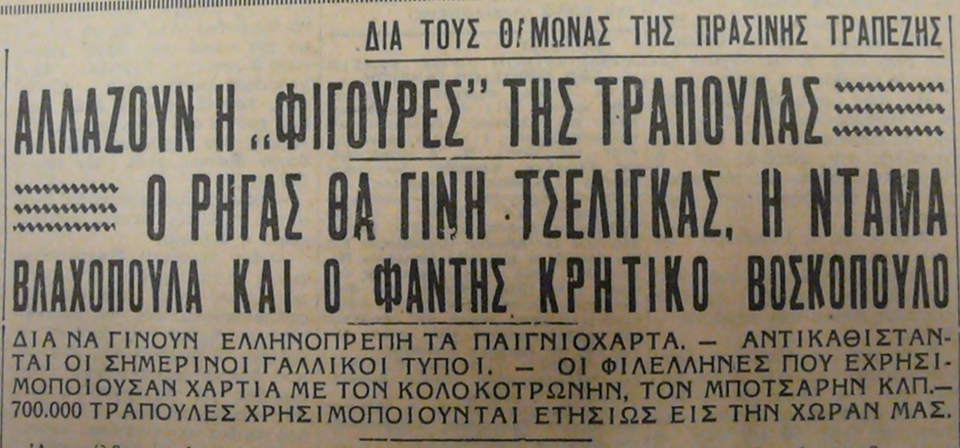 ΔΙΑ ΤΟΥΣ ΘΑΜΩΝΑΣ ΤΗΣ ΠΡΑΣΙΝΗΣ ΤΡΑΠΕΖΗΣ
ΑΛΛΑΖΟΥΝ Η „ΦΙΓΟΥΡΕΣ” ΤΗΣ ΤΡΑΠΟΥΛΑΣ
Ο ΡΗΓΑΣ ΘΑ ΓΙΝΗ ΤΣΕΛΙΓΚΑΣ, Η ΝΤΑΜΑ
ΒΛΑΧΟΠΟΥΛΑ ΚΑΙ Ο ΦΑΝΤΗΣ ΚΡΗΤΙΚΟ ΒΟΣΚΟΠΟΥΛΟ
ΔΙΑ ΝΑ ΓΙΝΟΥΝ ΕΛΛΗΝΟΠΡΕΠΗ ΤΑ ΠΑΙΓΝΙΟΧΑΡΤΑ. — ΑΝΤΙΚΑΘΙΣΤΑΝ-
ΤΑΙ ΟΙ ΣΗΜΕΡΙΝΟΙ ΓΑΛΛΙΚΟΙ ΤΥΠΟΙ. — ΟΙ ΦΙΛΕΛΛΗΝΕΣ ΠΟΥ ΕΧΡΗΣΙ-
ΜΟΠΟΙΟΥΣΑΝ ΧΑΡΤΙΑ ΜΕ ΤΟΝ ΚΟΛΟΚΟΤΡΩΝΗΝ, ΤΟΝ ΜΠΟΤΣΑΡΗΝ ΚΛΠ.—
700.000 ΤΡΑΠΟΥΛΕΣ ΧΡΗΣΙΜΟΠΟΙΟΥΝΤΑΙ ΕΤΗΣΙΩΣ ΕΙΣ ΤΗΝ ΧΩΡΑΝ ΜΑΣ.